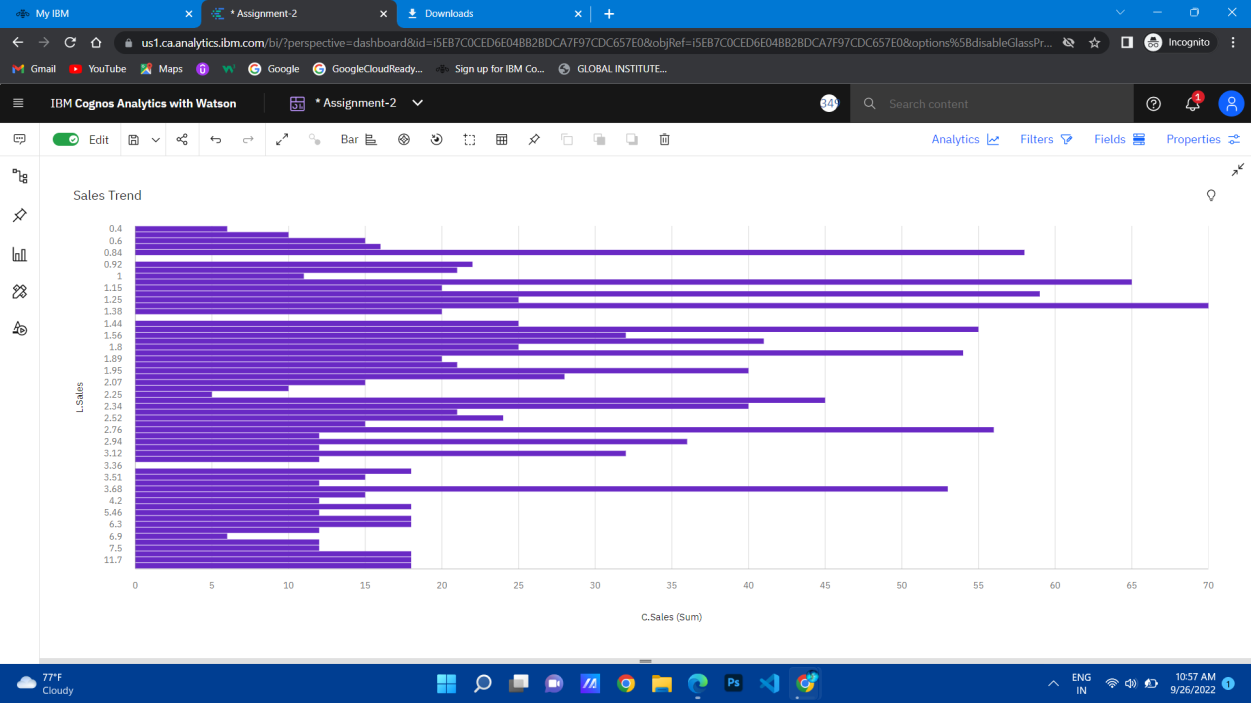 My IBM
* Assignment-2
Downloads
us1.ca.analytics.ibm.com/bi/?perspective=dashboard&id=i5EB7C0CED6E04BB2BDCA7F97CDC657E0&objRef=i5EB7C0CED6E04BB2BDCA7F97CDC657E0&options%5BdisableGlassPr...
Incognito
Gmail
YouTube
Maps
Google
GoogleCloudReady...
Sign up for IBM Co...
GLOBAL INSTITUTE...
IBM Cognos Analytics with Watson
* Assignment-2
349
Search content
1
Edit
Bar
Analytics
Filters
Fields
Properties
Sales Trend
L.Sales
0.4
0.6
0.84
0.92
1
1.15
1.25
1.38
1.44
1.56
1.8
1.89
1.95
2.07
2.25
2.34
2.52
2.76
2.94
3.12
3.36
3.51
3.68
4.2
5.46
6.3
6.9
7.5
11.7
0 5 10 15 20 25 30 35 40 45 50 55 60 65 70
C.Sales (Sum)
77°F
Cloudy
Ps
ENG
IN
10:57 AM
9/26/2022
1